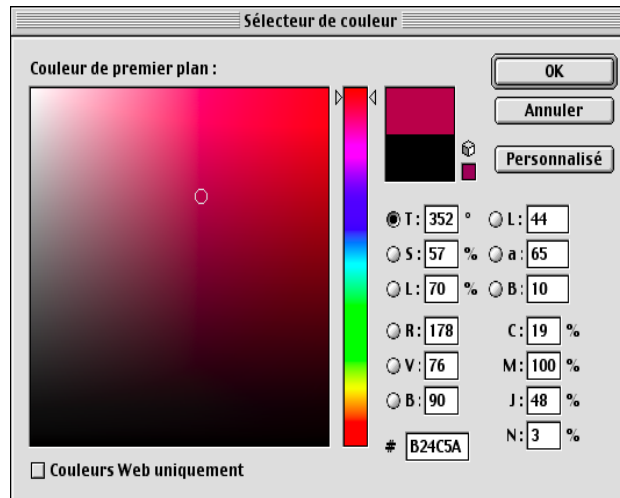 Sélecteur de couleur
Couleur de premier plan :
OK
Annuler
Personnalisé
T: 352 °
L: 44
S: 57 %
a: 65
L: 70 %
B: 10
R: 178
C: 19 %
V: 76
M: 100 %
B: 90
J: 48 %
# B24C5A
N: 3 %
Couleurs Web uniquement